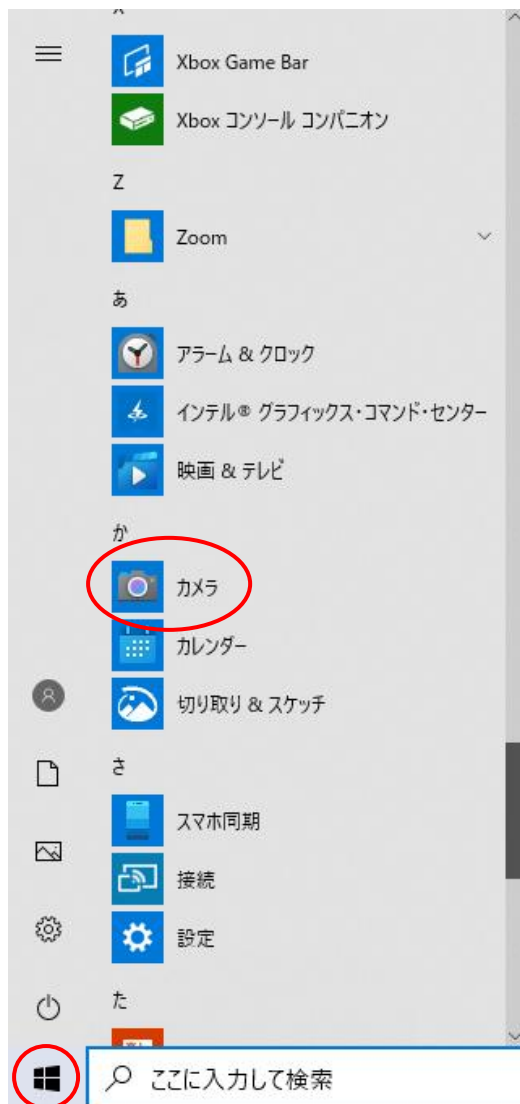 Xbox Game Bar
Xbox コンソール コンパニオン
Z
Zoom
あ
アラーム & クロック
インテル® グラフィックス・コマンド・センター
映画 & テレビ
か
カメラ
カレンダー
切り取り & スケッチ
さ
スマホ同期
接続
設定
た
ここに入力して検索